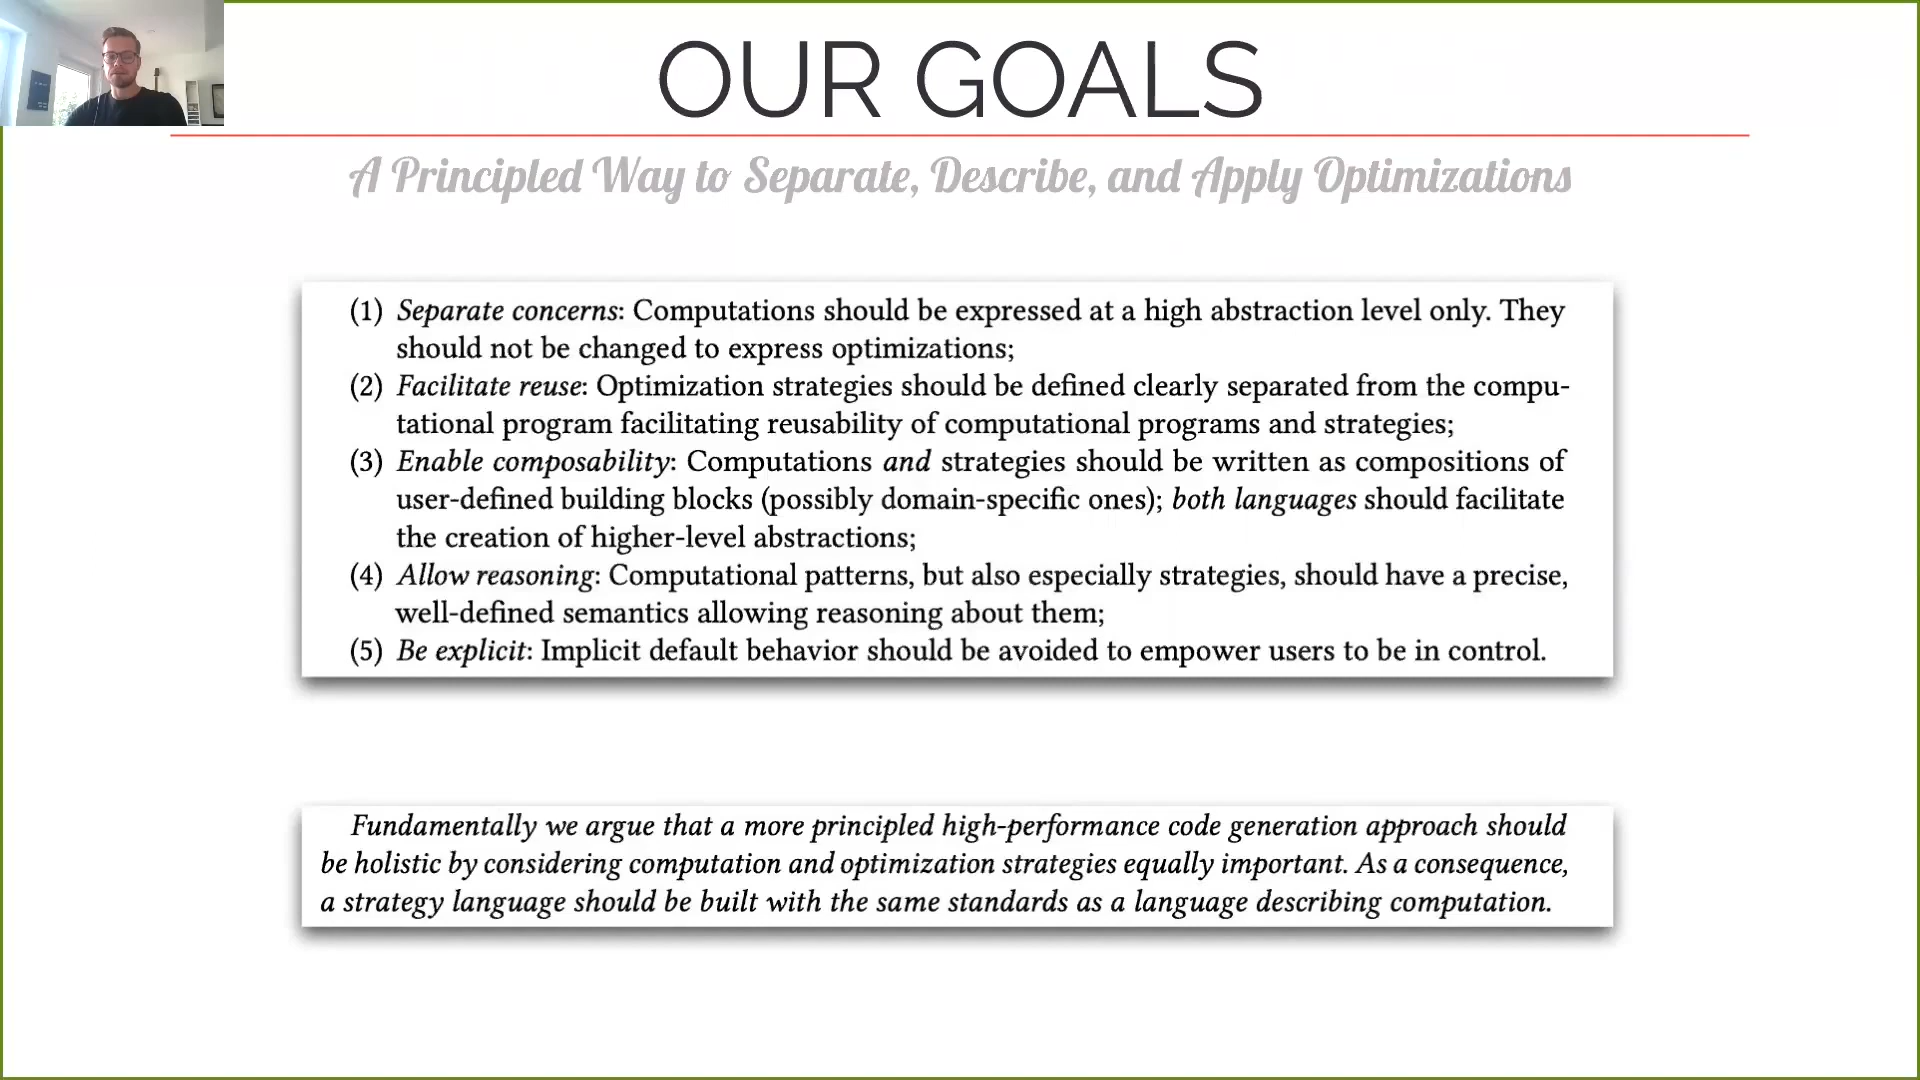 OUR GOALS
A Principled Way to Separate, Describe, and Apply Optimizations
(1) Separate concerns: Computations should be expressed at a high abstraction level only. They
should not be changed to express optimizations;
(2) Facilitate reuse: Optimization strategies should be defined clearly separated from the compu-
tational program facilitating reusability of computational programs and strategies;
(3) Enable composability: Computations and strategies should be written as compositions of
user-defined building blocks (possibly domain-specific ones); both languages should facilitate
the creation of higher-level abstractions;
(4) Allow reasoning: Computational patterns, but also especially strategies, should have a precise,
well-defined semantics allowing reasoning about them;
(5) Be explicit: Implicit default behavior should be avoided to empower users to be in control.
Fundamentally we argue that a more principled high-performance code generation approach should
be holistic by considering computation and optimization strategies equally important. As a consequence,
a strategy language should be built with the same standards as a language describing computation.